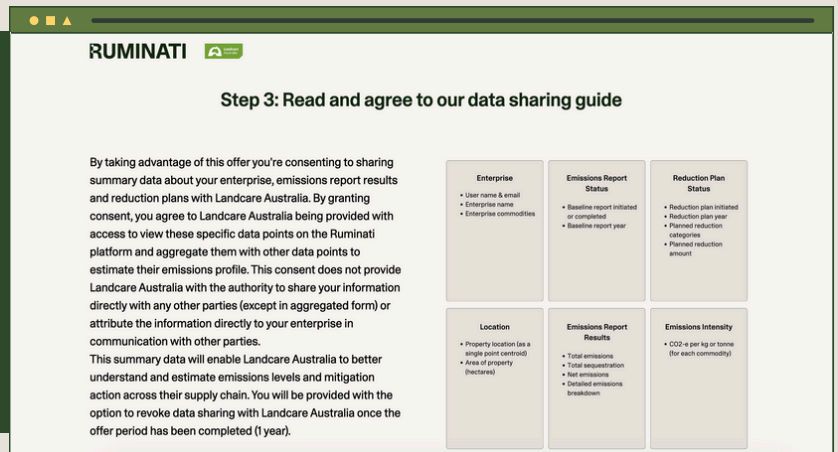 RUMINATI
Landcare
Australia
Step 3: Read and agree to our data sharing guide
By taking advantage of this offer you're consenting to sharing
summary data about your enterprise, emissions report results
and reduction plans with Landcare Australia. By granting
consent, you agree to Landcare Australia being provided with
access to view these specific data points on the Ruminati
platform and aggregate them with other data points to
estimate their emissions profile. This consent does not provide
Landcare Australia with the authority to share your information
directly with any other parties (except in aggregated form) or
attribute the information directly to your enterprise in
communication with other parties.
This summary data will enable Landcare Australia to better
understand and estimate emissions levels and mitigation
action across their supply chain. You will be provided with the
option to revoke data sharing with Landcare Australia once the
offer period has been completed (1 year).
Enterprise
• User name & email
• Enterprise name
• Enterprise commodities
Emissions Report
Status
• Baseline report initiated
or completed
• Baseline report year
Reduction Plan
Status
• Reduction plan initiated
• Reduction plan year
• Planned reduction
categories
• Planned reduction
amount
Location
• Property location (as a
single point centroid)
• Area of property
(hectares)
Emissions Report
Results
• Total emissions
• Total sequestration
• Net emissions
• Detailed emissions
breakdown
Emissions Intensity
• CO2-e per kg or tonne
(for each commodity)